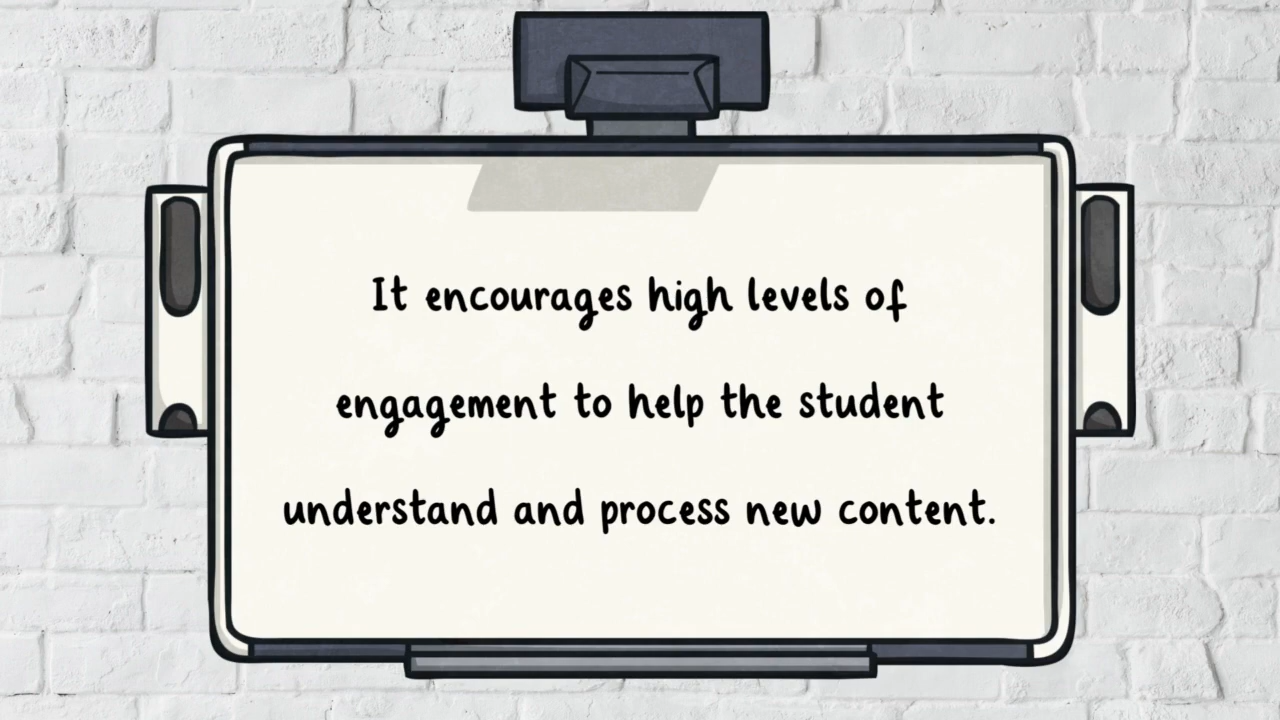 It encourages high levels of
engagement to help the student
understand and process new content.